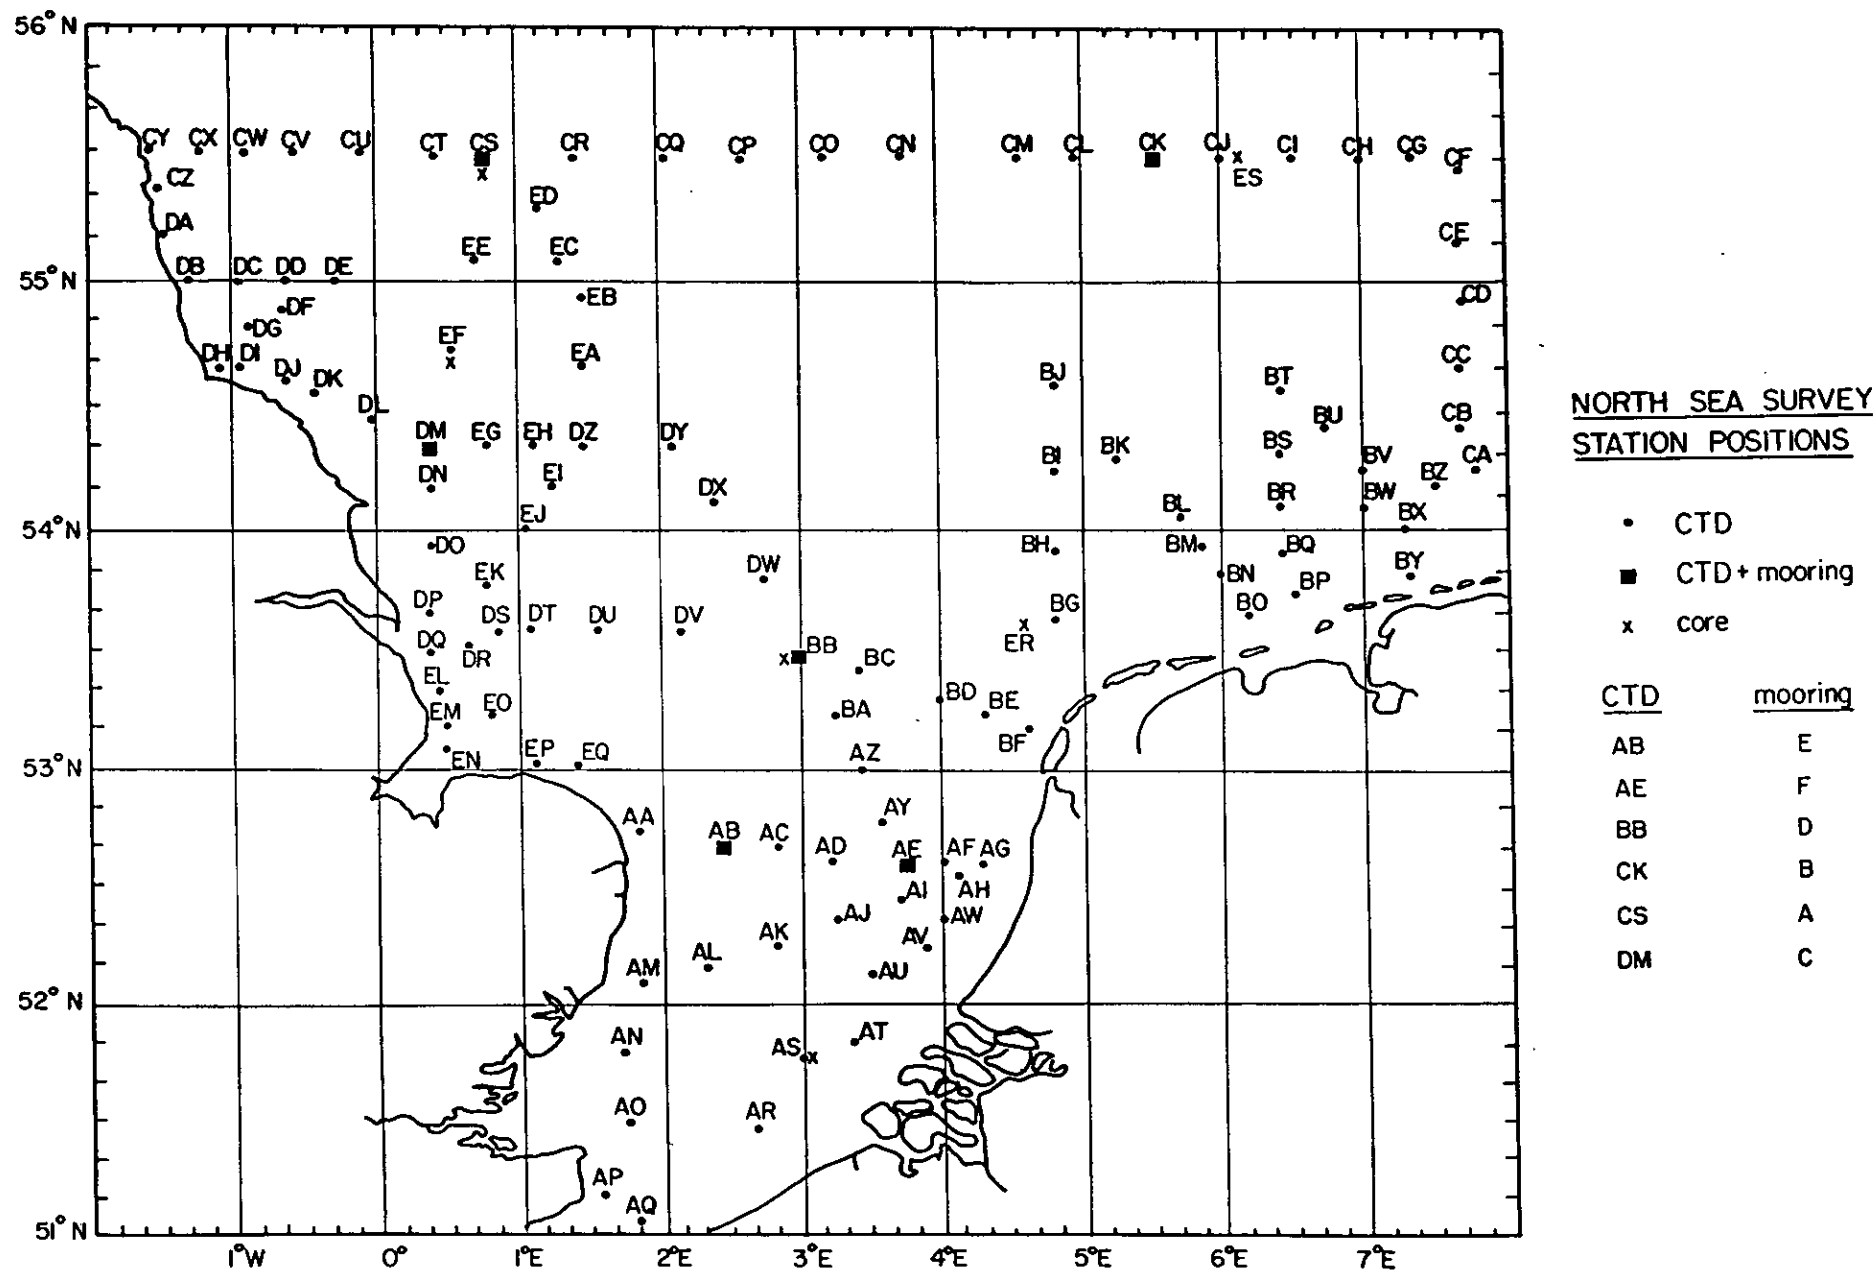 56°N
CY CX CW CV CU CT CS CR CQ CP CO CN CM CL CK CJ CI CH CG CF
CZ ES
ED
DA CE
EE EC
DB DC DD DE
55°N
EB CD
DF
DG
EF
DH DI EA CC
DJ DK BJ BT
DL BU CB
DM EG EH DZ DY BS
BI BK BV CA
DN EI DX BZ
BR BW
BL BX
EJ
54°N
DO BH BM BQ
DW BY
EK BN BP
DP BG BO
DS DT DU DV
DQ DR ER
BB BC
EL
EM EO BA BD BE
BF
EN EP EQ AZ
53°N
AY
AA AB AC
AD AE AF AG
AI AH
AJ AW
AK AV
AL
AM AU
52°N
AN AS AT
AO AR
AP
AQ
51°N
1°W 0° 1°E 2°E 3°E 4°E 5°E 6°E 7°E
NORTH SEA SURVEY
STATION POSITIONS
CTD
CTD + mooring
x core
CTD mooring
AB E
AE F
BB D
CK B
CS A
DM C